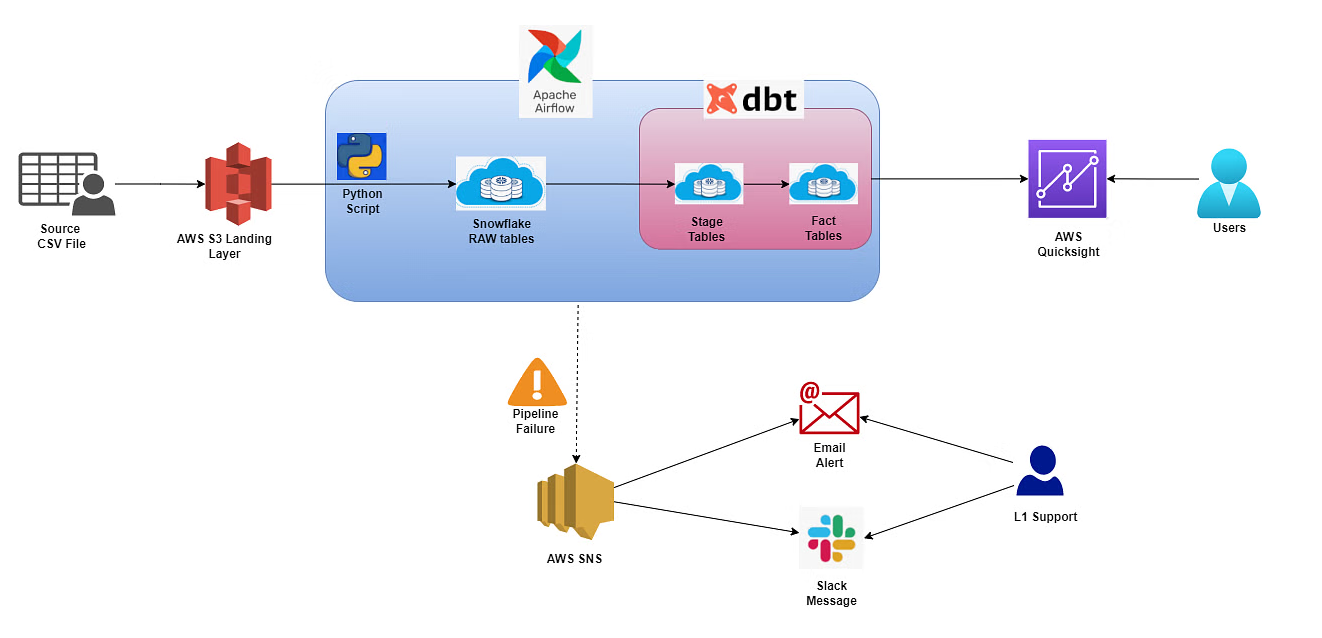 Apache
Airflow
dbt
Python
Script
Source
CSV File
AWS S3 Landing
Layer
Snowflake
RAW tables
Stage
Tables
Fact
Tables
AWS
Quicksight
Users
Pipeline
Failure
@
Email
Alert
AWS SNS
L1 Support
Slack
Message